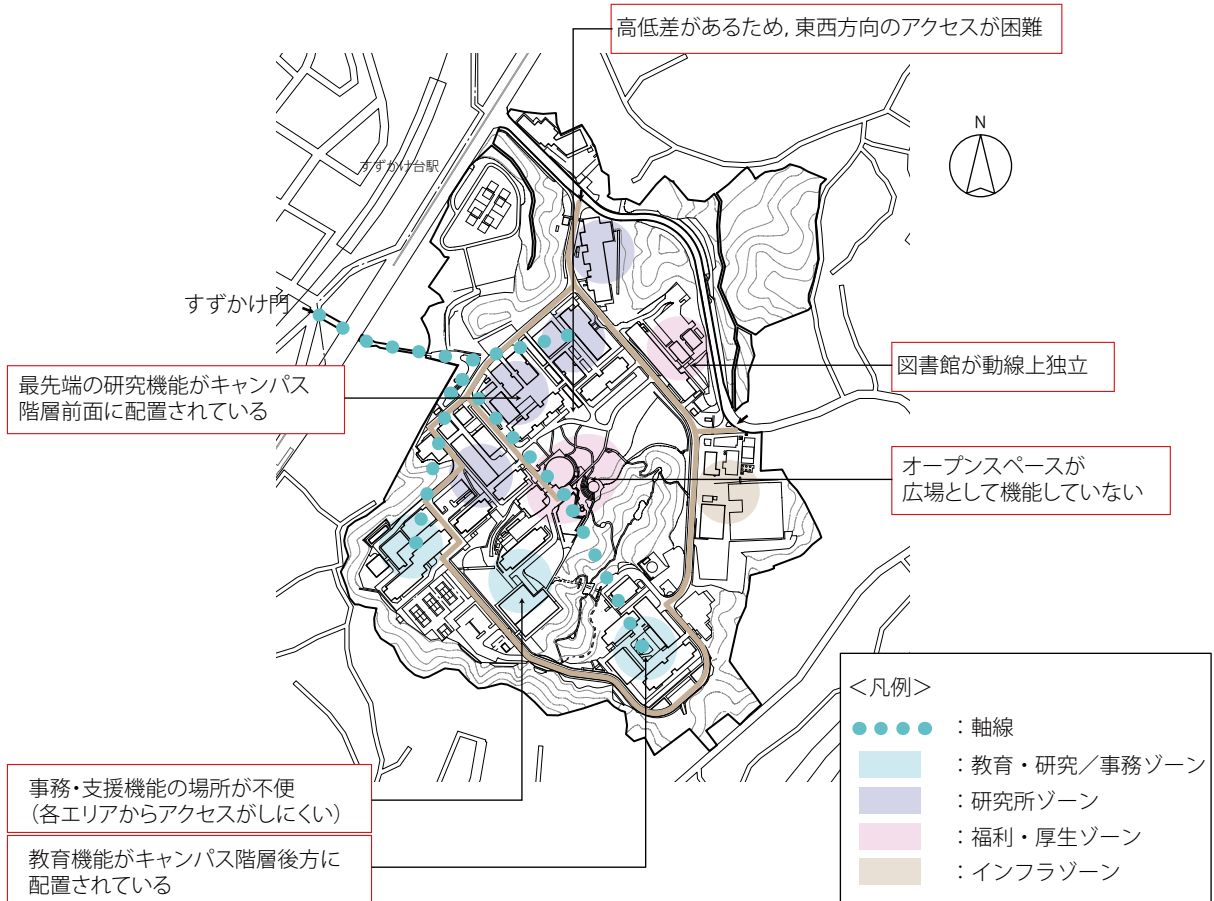 高低差があるため, 東西方向のアクセスが困難
N
すずかけ台駅
すずかけ門
最先端の研究機能がキャンパス
階層前面に配置されている
図書館が動線上独立
オープンスペースが
広場として機能していない
事務・支援機能の場所が不便
（各エリアからアクセスがしにくい）
教育機能がキャンパス階層後方に
配置されている
＜凡例＞
：軸線
：教育・研究／事務ゾーン
：研究所ゾーン
：福利・厚生ゾーン
：インフラゾーン